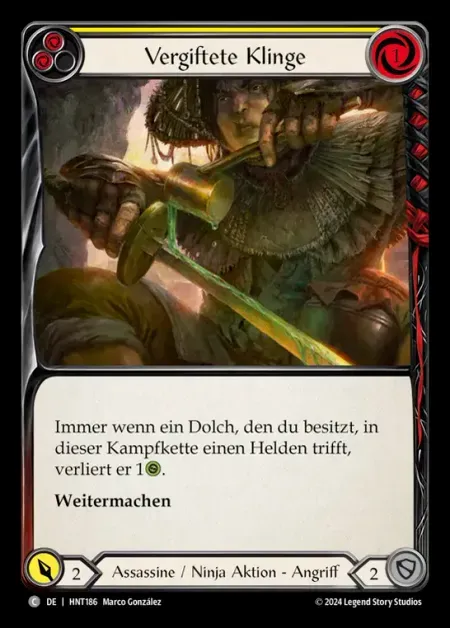 Vergiftete Klinge
1
Immer wenn ein Dolch, den du besitzt, in
dieser Kampfkette einen Helden trifft,
verliert er 1.
Weitermachen
2
Assassine / Ninja Aktion - Angriff
2
C DE | HNT186 Marco González
© 2024 Legend Story Studios